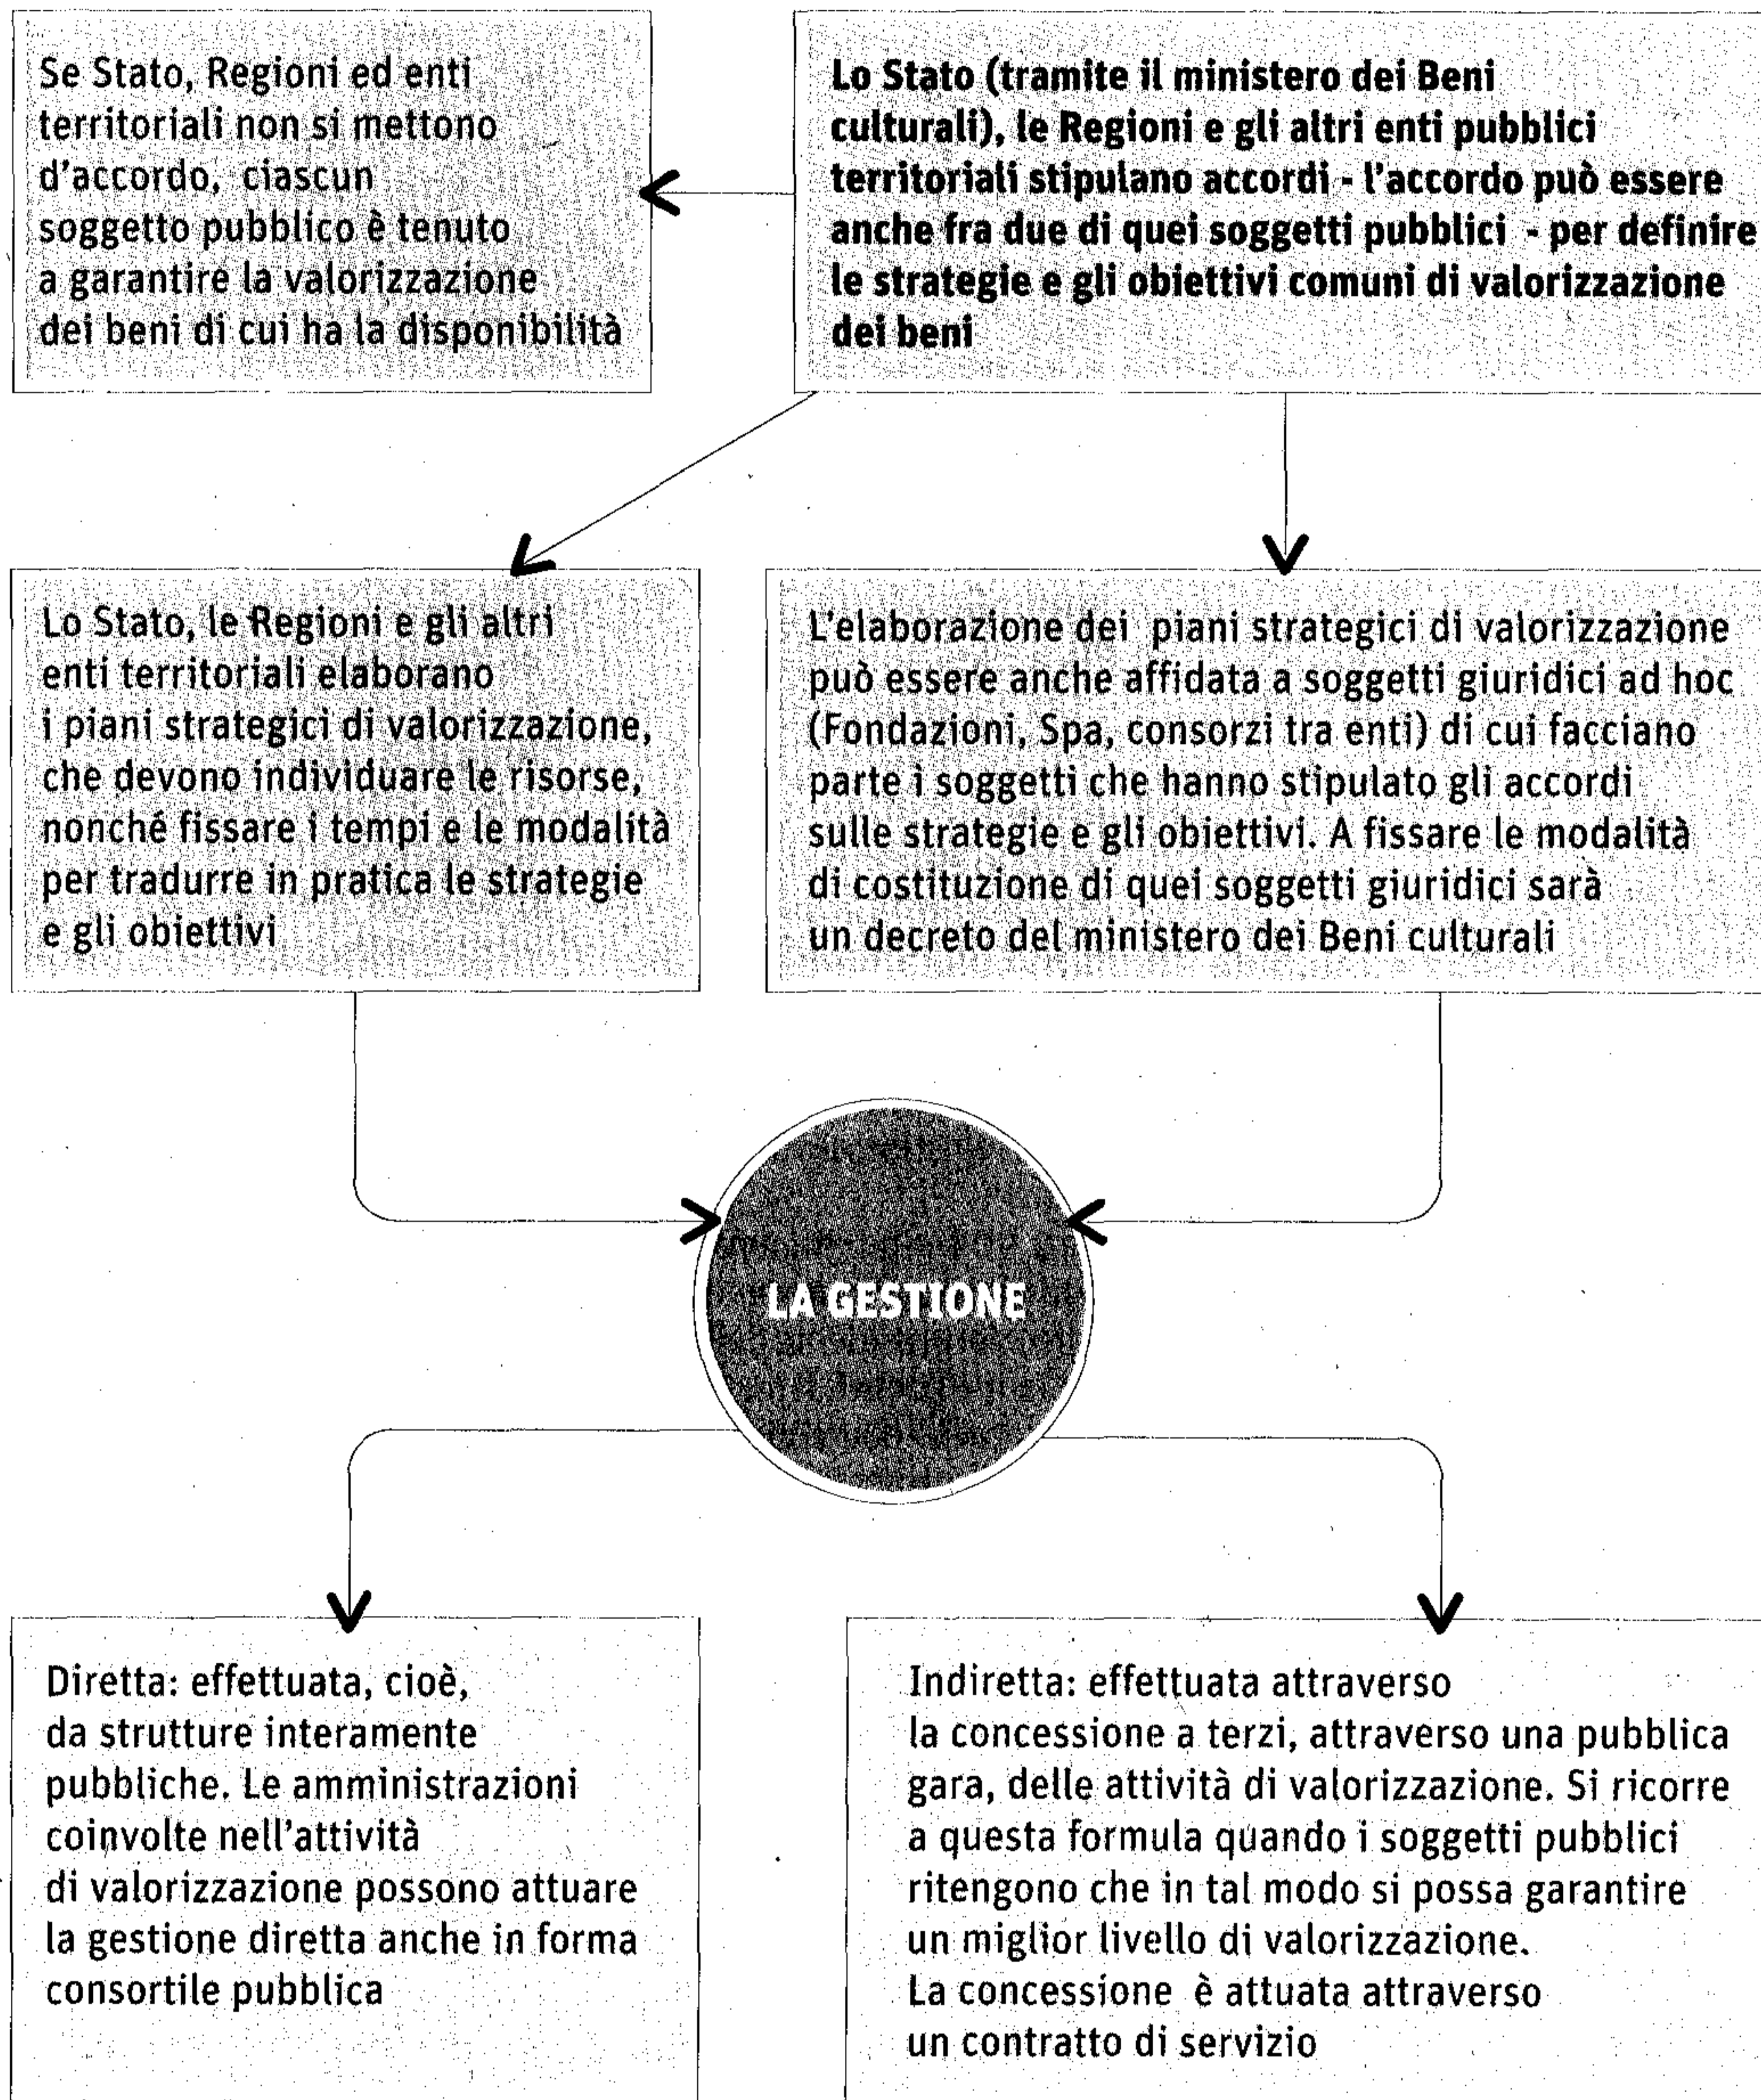 Se Stato, Regioni ed enti
territoriali non si mettono
d'accordo, ciascun
soggetto pubblico è tenuto
a garantire la valorizzazione
dei beni di cui ha la disponibilità
Lo Stato (tramite il ministero dei Beni
culturali), le Regioni e gli altri enti pubblici
territoriali stipulano accordi - l'accordo può essere
anche fra due di quei soggetti pubblici - per definire
le strategie e gli obiettivi comuni di valorizzazione
dei beni
Lo Stato, le Regioni e gli altri
enti territoriali elaborano
i piani strategici di valorizzazione,
che devono individuare le risorse,
nonché fissare i tempi e le modalità
per tradurre in pratica le strategie
e gli obiettivi
L'elaborazione dei piani strategici di valorizzazione
può essere anche affidata a soggetti giuridici ad hoc
(Fondazioni, Spa, consorzi tra enti) di cui facciano
parte i soggetti che hanno stipulato gli accordi
sulle strategie e gli obiettivi. A fissare le modalità
di costituzione di quei soggetti giuridici sarà
un decreto del ministero dei Beni culturali
LA GESTIONE
Diretta: effettuata, cioè,
da strutture interamente
pubbliche. Le amministrazioni
coinvolte nell'attività
di valorizzazione possono attuare
la gestione diretta anche in forma
consortile pubblica
Indiretta: effettuata attraverso
la concessione a terzi, attraverso una pubblica
gara, delle attività di valorizzazione. Si ricorre
a questa formula quando i soggetti pubblici
ritengono che in tal modo si possa garantire
un miglior livello di valorizzazione.
La concessione è attuata attraverso
un contratto di servizio